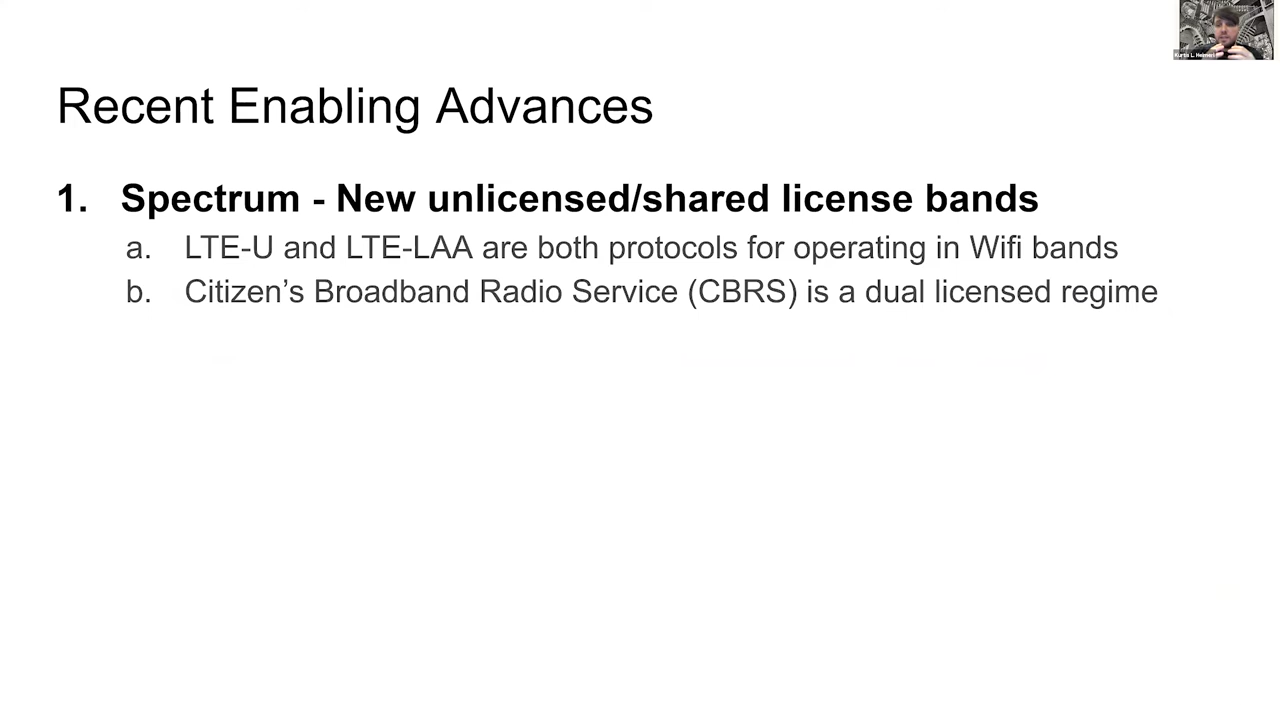 Recent Enabling Advances
1. Spectrum - New unlicensed/shared license bands
a. LTE-U and LTE-LAA are both protocols for operating in Wifi bands
b. Citizen’s Broadband Radio Service (CBRS) is a dual licensed regime
Kurtis L.